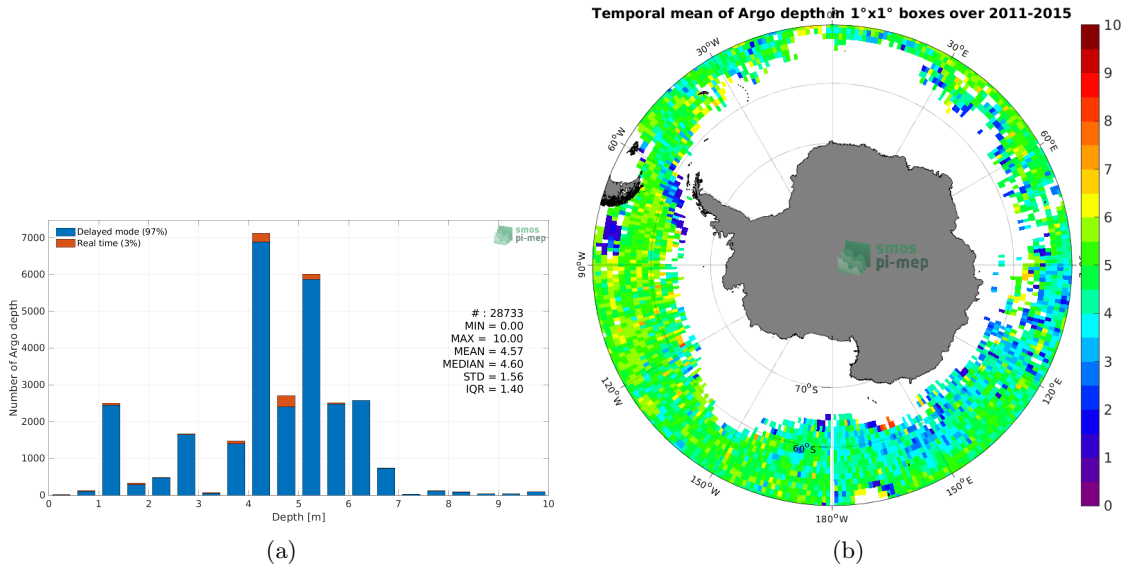 Delayed mode (97%)
Real time (3%)
smos
pi-mep
# : 28733
MIN = 0.00
MAX = 10.00
MEAN = 4.57
MEDIAN = 4.60
STD = 1.56
IQR = 1.40
Number of Argo depth
7000
6000
5000
4000
3000
2000
1000
0
0 1 2 3 4 5 6 7 8 9 10
Depth [m]
(a)
Temporal mean of Argo depth in 1°x1° boxes over 2011-2015
30°W
30°E
60°W
60°E
90°W
120°W
120°E
150°W
150°E
180°W
70°S
60°S
smos
pi-mep
10
9
8
7
6
5
4
3
2
1
0
(b)